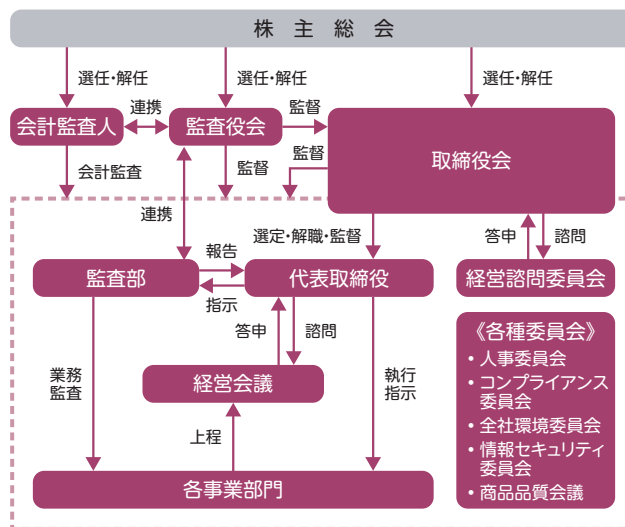 株主総会
選任・解任
選任・解任
選任・解任
会計監査人
連携
監査役会
監督
取締役会
会計監査
監督
監督
連携
選定・解職・監督
答申
諮問
監査部
報告
指示
代表取締役
経営諮問委員会
答申
諮問
業務
監査
経営会議
執行
指示
上程
各事業部門
《各種委員会》
・人事委員会
・コンプライアンス
委員会
・全社環境委員会
・情報セキュリティ
委員会
・商品品質会議